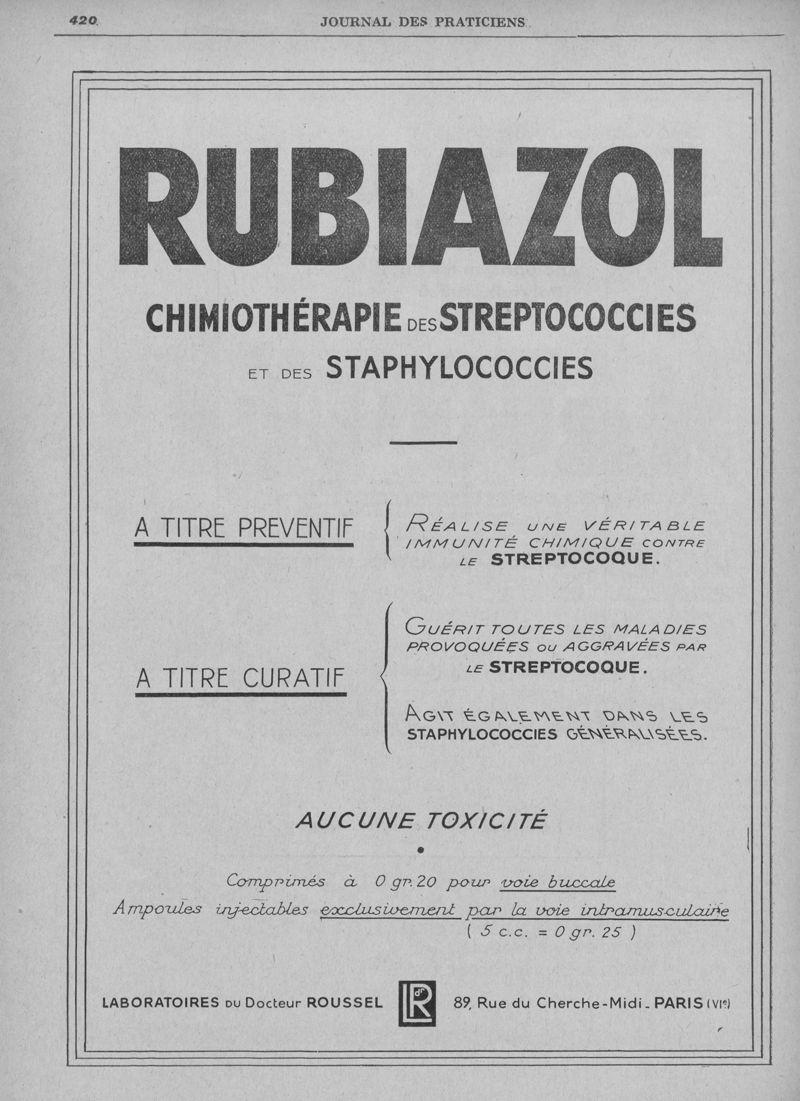 420
JOURNAL DES PRATICIENS
RUBIAZOL
CHIMIOTHÉRAPIE DES STREPTOCOCCIES
ET DES STAPHYLOCOCCIES
A TITRE PREVENTIF
RÉALISE UNE VÉRITABLE
IMMUNITÉ CHIMIQUE CONTRE
LE STREPTOCOQUE.
A TITRE CURATIF
GUÉRIT TOUTES LES MALADIES
PROVOQUÉES OU AGGRAVÉES PAR
LE STREPTOCOQUE.
AGIT ÉGALEMENT DANS LES
STAPHYLOCOCCIES GÉNÉRALISÉES.
AUCUNE TOXICITÉ
Comprimés à 0 gr. 20 pour voie buccale
Ampoules injectables exclusivement par la voie intramusculaire
( 5 c.c. = 0 gr. 25 )
LABORATOIRES DU Docteur ROUSSEL LR dr 89, Rue du Cherche-Midi - PARIS (VIe)